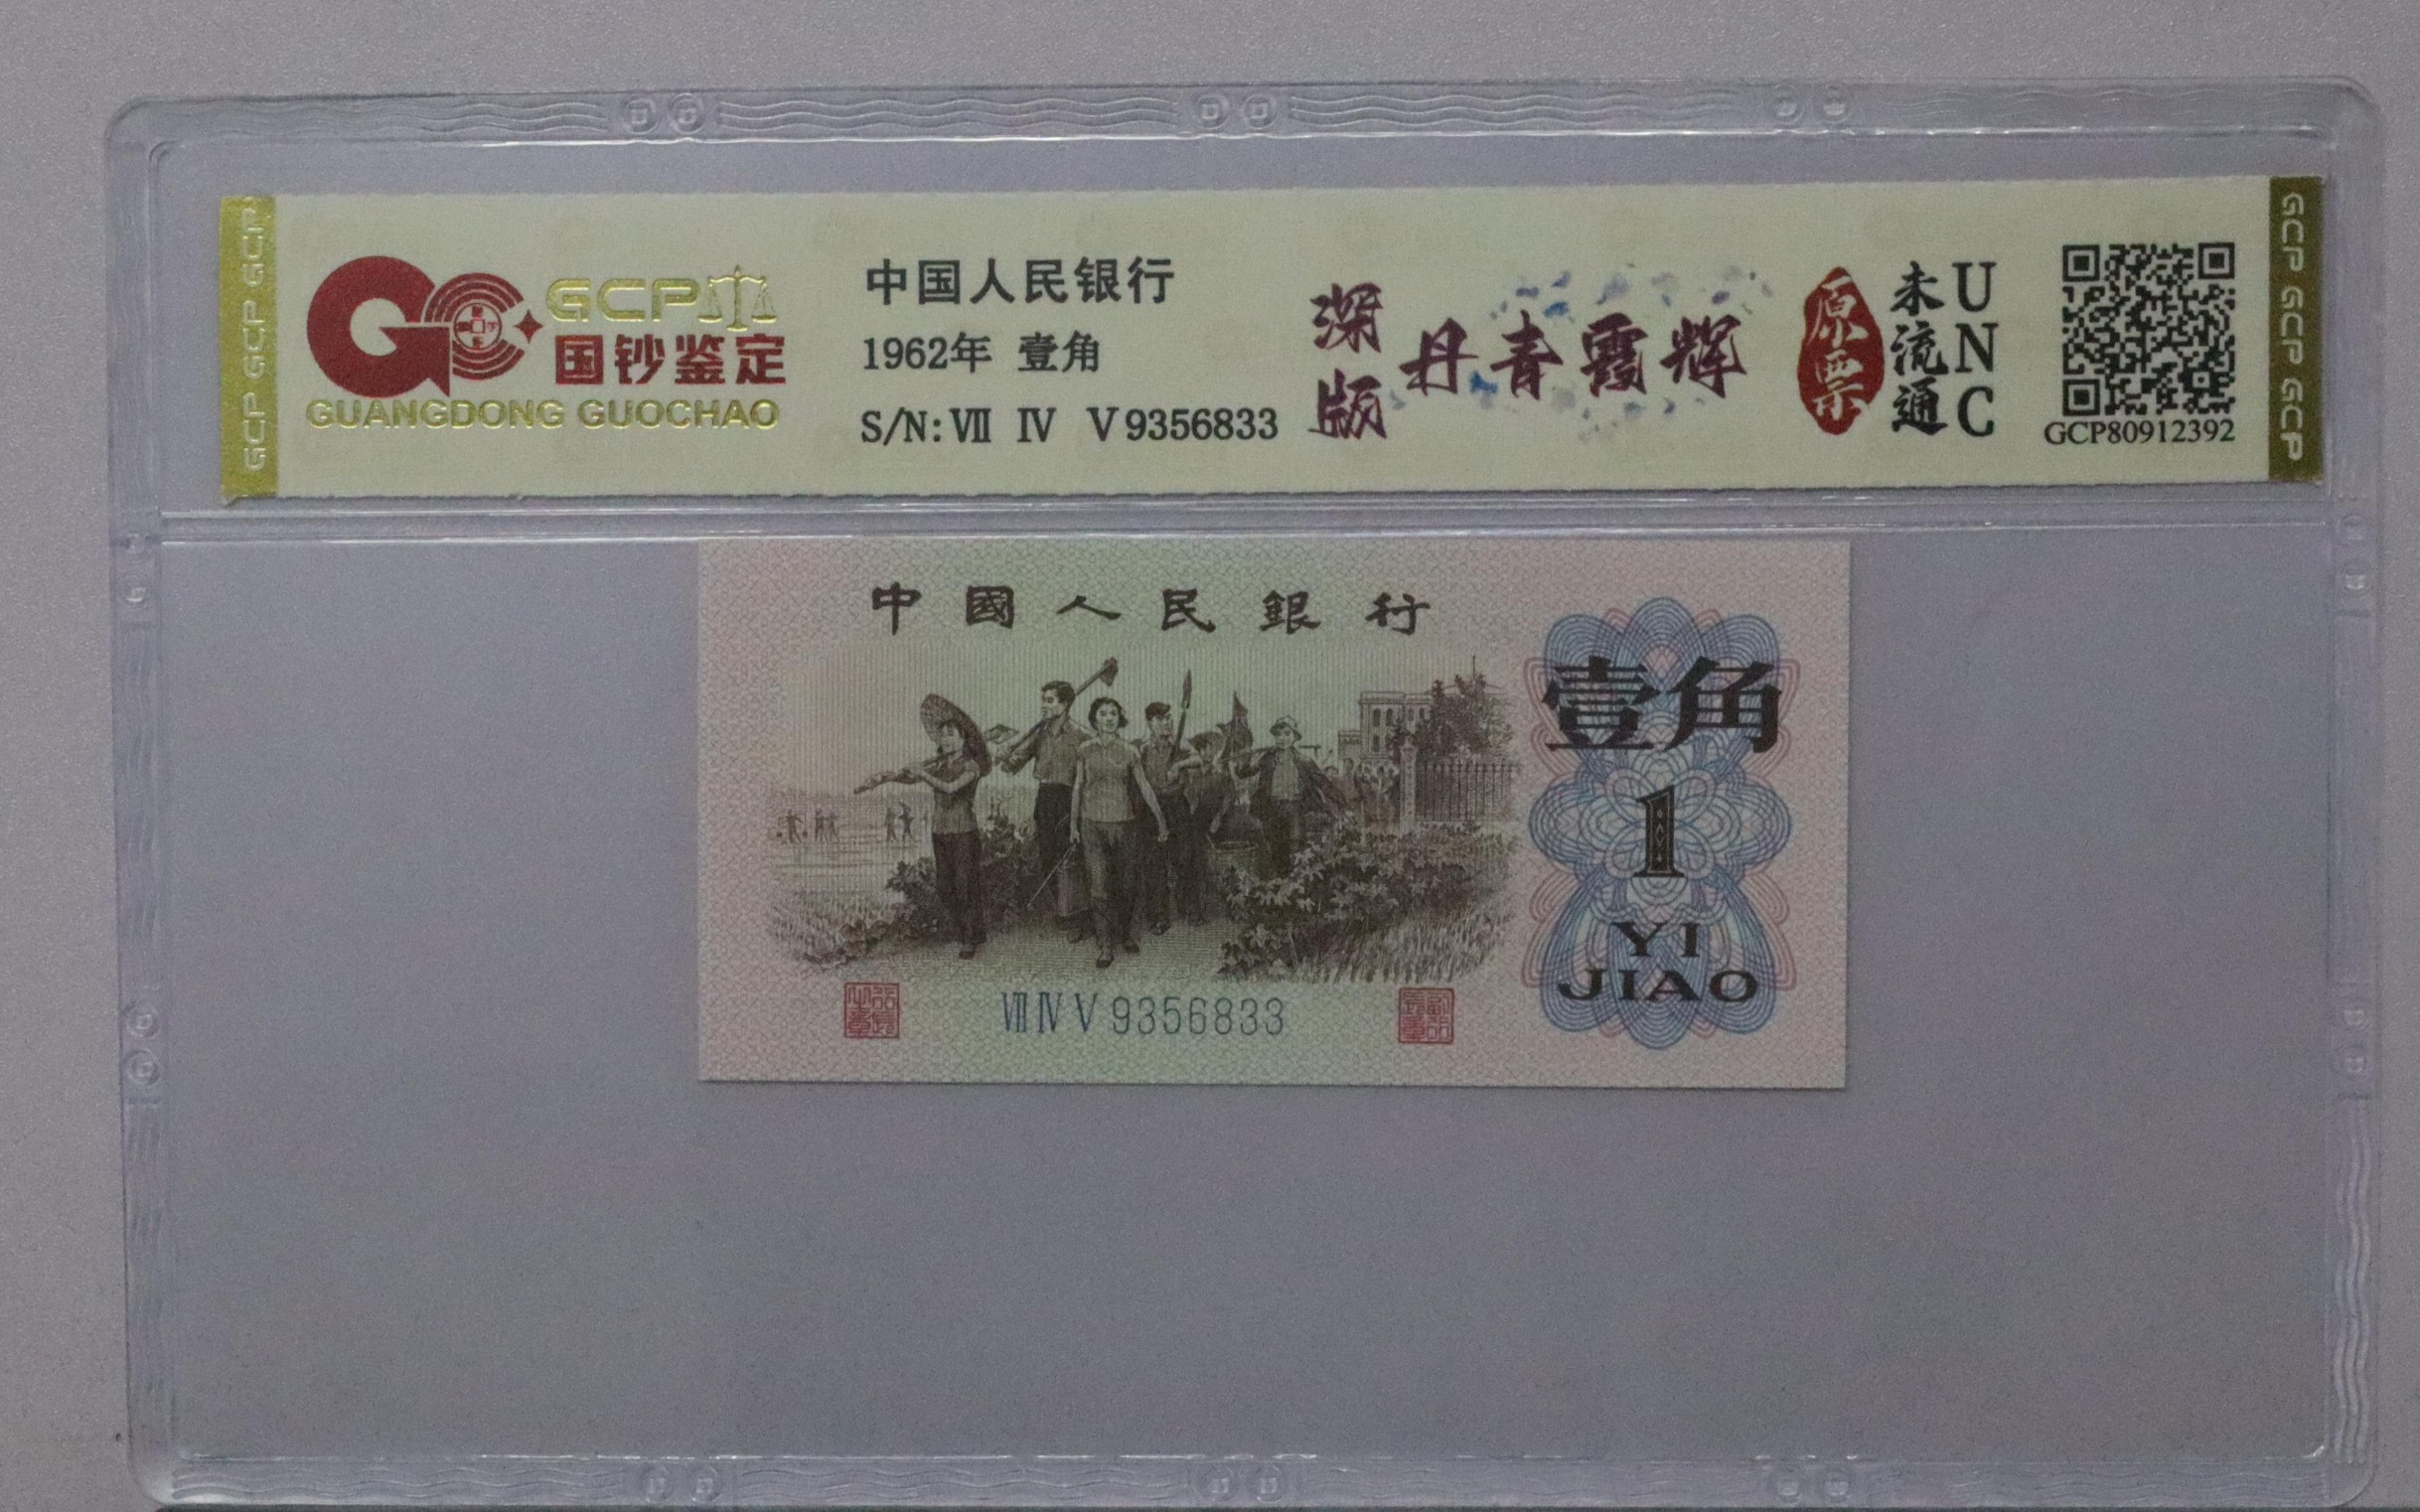 GCP GCP GCP
GCP
国钞鉴定
GUANGDONG GUOCHAO
中国人民银行
1962年 壹角
S/N: Ⅶ Ⅳ Ⅴ 9356833
深版
丹青霞辉
原票
未流通
UNC
GCP80912392
GCP GCP GCP
中國人民銀行
壹角
1
YI
JIAO
Ⅶ Ⅳ Ⅴ 9356833